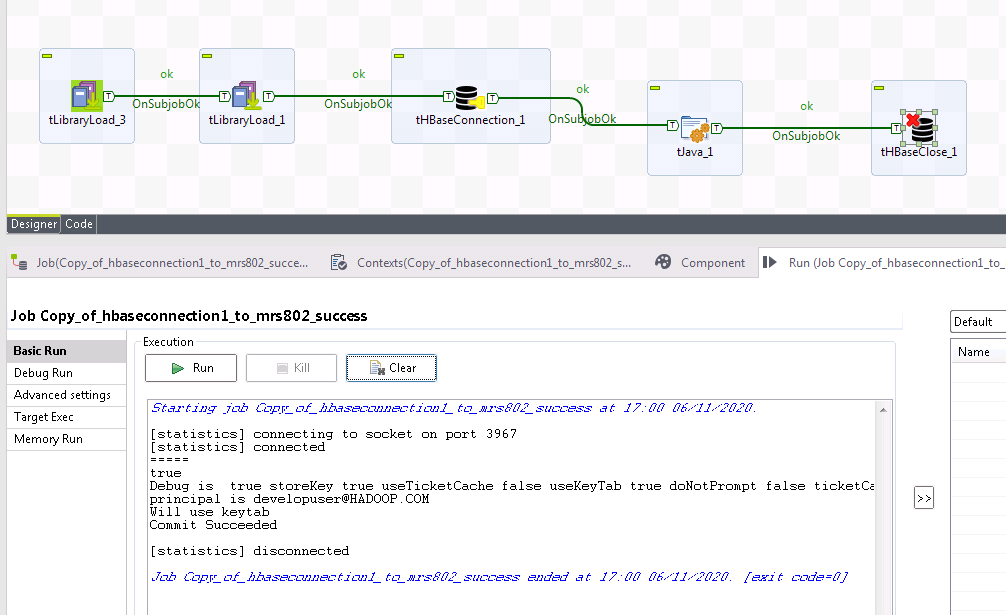 ok
ok
ok
ok
OnSubjobOk
OnSubjobOk
OnSubjobOk
OnSubjobOk
T
T
T
T
T
T
T
T
tLibraryLoad_3
tLibraryLoad_1
tHBaseConnection_1
tJava_1
tHBaseClose_1
Designer
Code
Job(Copy_of_hbaseconnection1_to_mrs802_succe...
Contexts(Copy_of_hbaseconnection1_to_mrs802_s...
Component
Run (Job Copy_of_hbaseconnection1_to_
Job Copy_of_hbaseconnection1_to_mrs802_success
Default
Name
Basic Run
Debug Run
Advanced settings
Target Exec
Memory Run
Execution
Run
Kill
Clear
Starting job Copy_of_hbaseconnection1_to_mrs802_success at 17:00 06/11/2020.
[statistics] connecting to socket on port 3967
[statistics] connected
=====
true
Debug is  true storeKey true useTicketCache false useKeyTab true doNotPrompt false ticketCa
principal is developuser@HADOOP.COM
Will use keytab
Commit Succeeded
[statistics] disconnected
Job Copy_of_hbaseconnection1_to_mrs802_success ended at 17:00 06/11/2020. [exit code=0]
>>